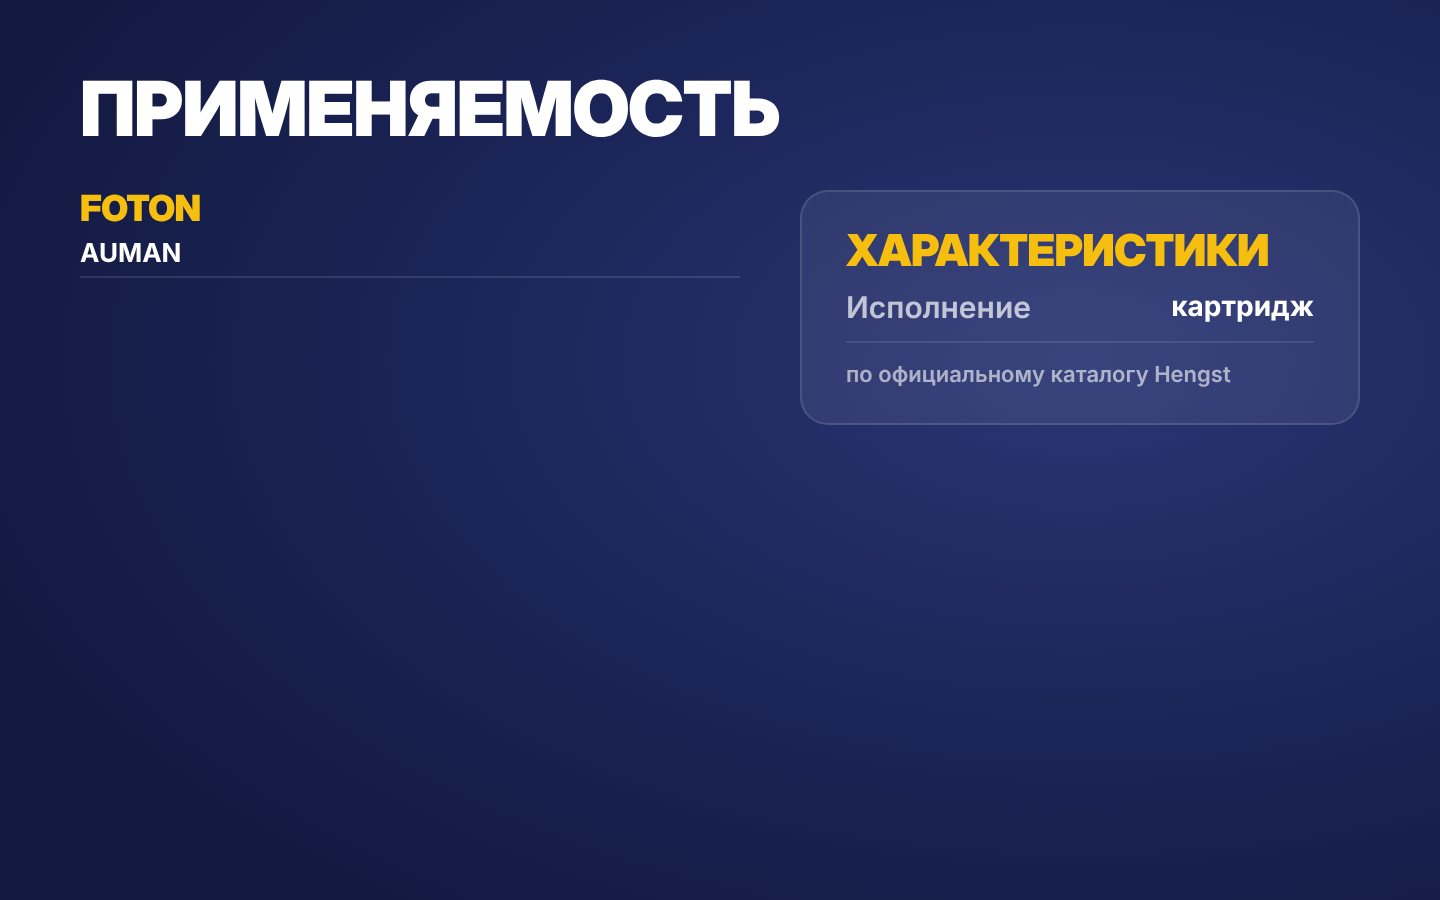 ПРИМЕНЯЕМОСТЬ
FOTON
AUMAN
ХАРАКТЕРИСТИКИ
Исполнение картридж
по официальному каталогу Hengst